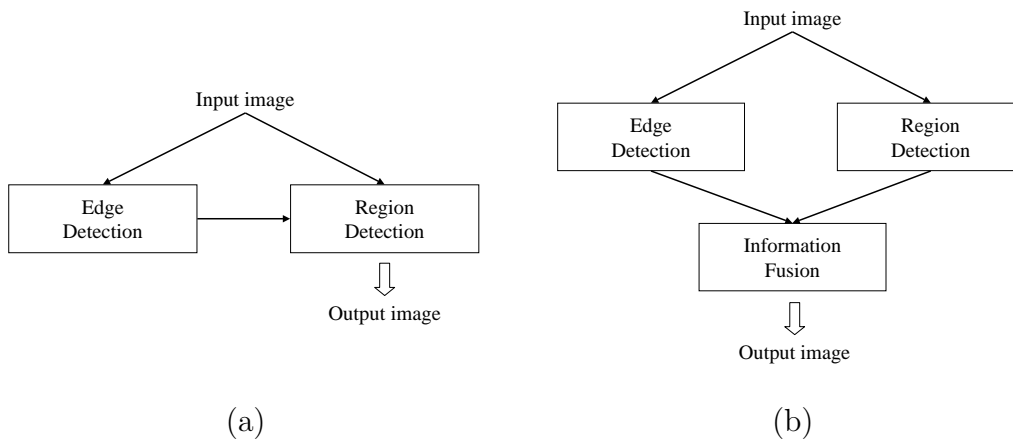 Input image
Edge
Detection
Region
Detection
Output image
(a)
Input image
Edge
Detection
Region
Detection
Information
Fusion
Output image
(b)